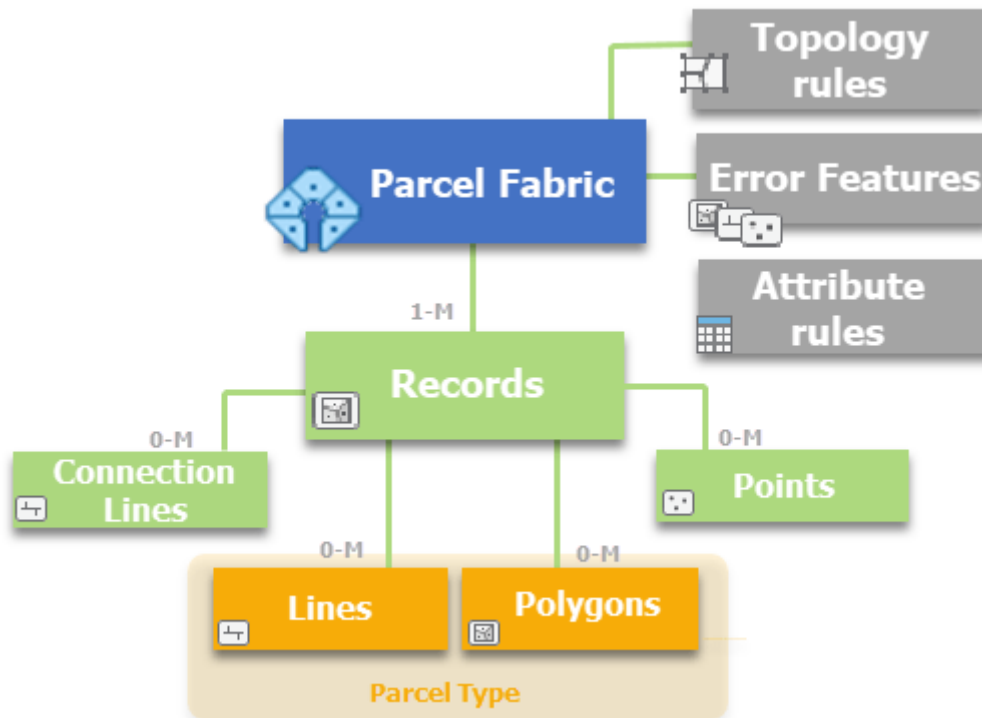 Topology
rules
Parcel Fabric
Error Features
Attribute
rules
1-M
Records
0-M
0-M
Connection
Lines
Points
0-M
0-M
Lines
Polygons
Parcel Type